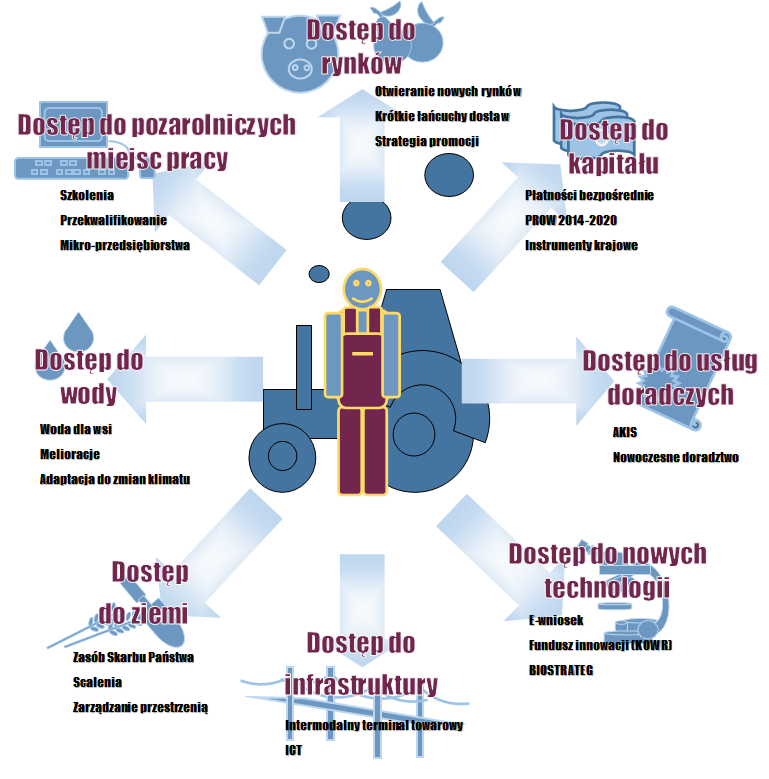 Dostęp do
rynków
Otwieranie nowych rynków
Krótkie łańcuchy dostaw
Strategia promocji
Dostęp do kapitału
Płatności bezpośrednie
PROW 2014-2020
Instrumenty krajowe
Dostęp do pozarolniczych
miejsc pracy
Szkolenia
Przekwalifikowanie
Mikro-przedsiębiorstwa
Dostęp do
wody
Woda dla wsi
Melioracje
Adaptacja do zmian klimatu
Dostęp do usług
doradczych
AKIS
Nowoczesne doradztwo
Dostęp
do ziemi
Zasób Skarbu Państwa
Scalenia
Zarządzanie przestrzenią
Dostęp do nowych
technologii
E-wniosek
Fundusz innowacji (KOWR)
BIOSTRATEG
Dostęp do
infrastruktury
Intermodalny terminal towarowy
ICT